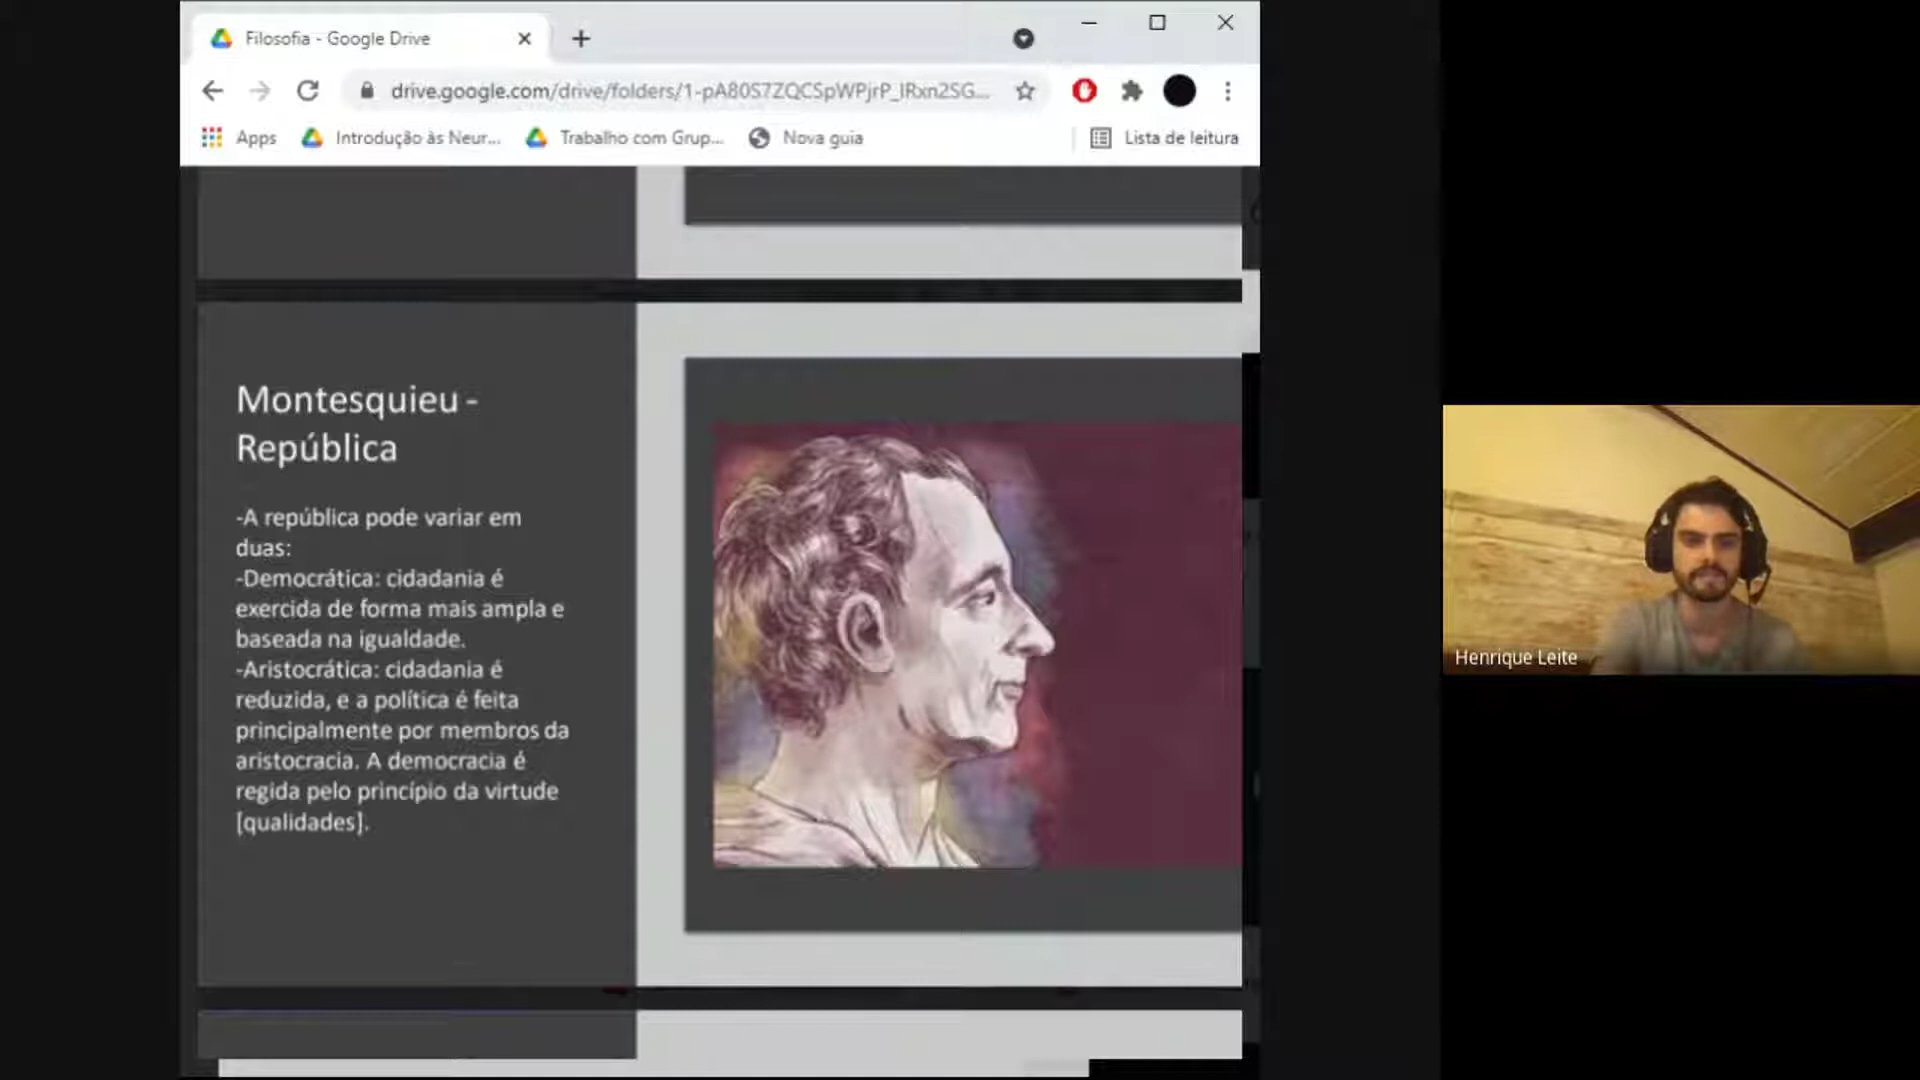 Filosofia - Google Drive
drive.google.com/drive/folders/1-pA80S7ZQCSpWPjrP_IRxn2SG...
Apps
Introdução às Neur...
Trabalho com Grup...
Nova guia
Lista de leitura
Montesquieu -
República
-A república pode variar em
duas:
-Democrática: cidadania é
exercida de forma mais ampla e
baseada na igualdade.
-Aristocrática: cidadania é
reduzida, e a política é feita
principalmente por membros da
aristocracia. A democracia é
regida pelo princípio da virtude
[qualidades].
Henrique Leite